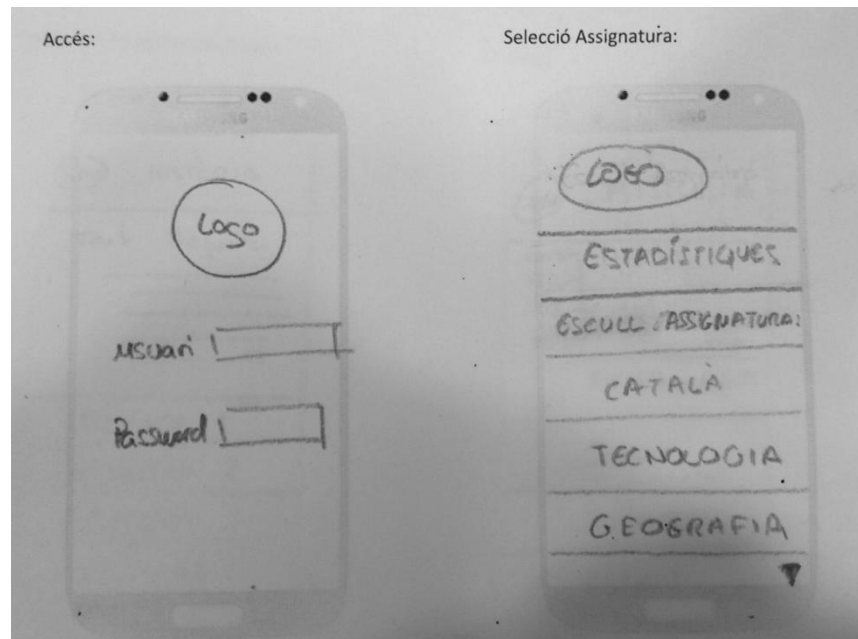 Accés:
Logo
Usuari
Password
Selecció Assignatura:
LOGO
ESTADÍSTIQUES
ESCULL ASSIGNATURA:
CATALÀ
TECNOLOGIA
GEOGRAFIA